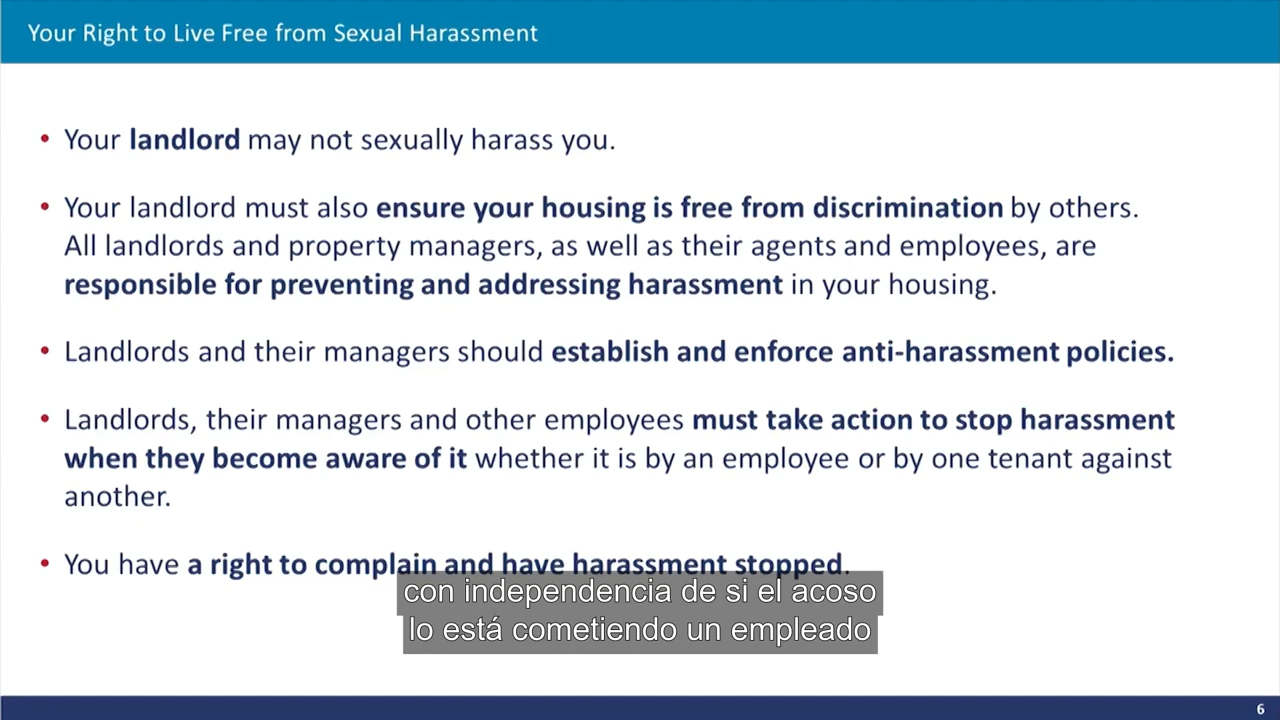 Your Right to Live Free from Sexual Harassment
• Your landlord may not sexually harass you.
• Your landlord must also ensure your housing is free from discrimination by others.
All landlords and property managers, as well as their agents and employees, are
responsible for preventing and addressing harassment in your housing.
• Landlords and their managers should establish and enforce anti-harassment policies.
• Landlords, their managers and other employees must take action to stop harassment
when they become aware of it whether it is by an employee or by one tenant against
another.
• You have a right to complain and have harassment stopped.
con independencia de si el acoso
lo está cometiendo un empleado
6